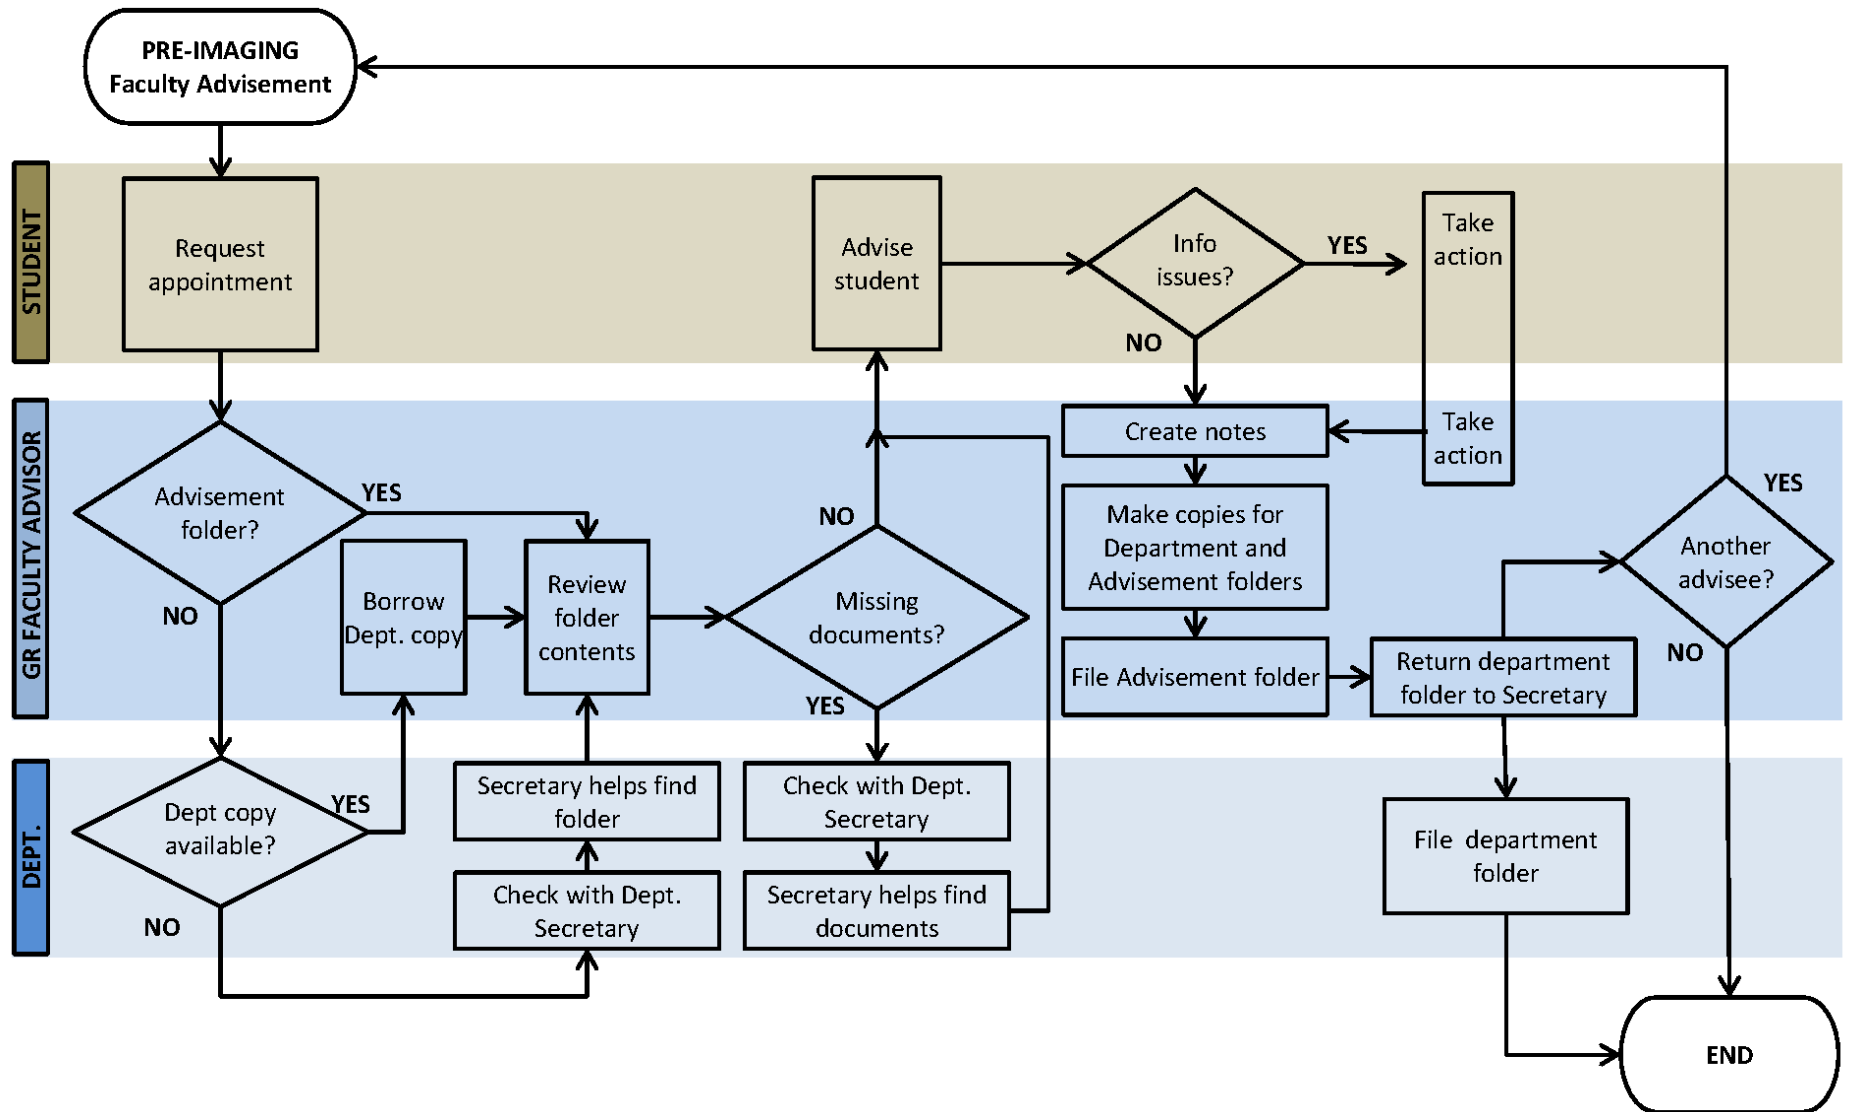 PRE-IMAGING
Faculty Advisement
STUDENT
Request
appointment
Advise
student
Info
issues?
YES
NO
Take
action
GR FACULTY ADVISOR
Advisement
folder?
YES
NO
Borrow
Dept. copy
Review
folder
contents
NO
Missing
documents?
YES
Create notes
Take
action
Make copies for
Department and
Advisement folders
File Advisement folder
Return department
folder to Secretary
Another
advisee?
YES
NO
DEPT.
Dept copy
available?
YES
NO
Secretary helps find
folder
Check with Dept.
Secretary
Check with Dept.
Secretary
Secretary helps find
documents
File  department
folder
END